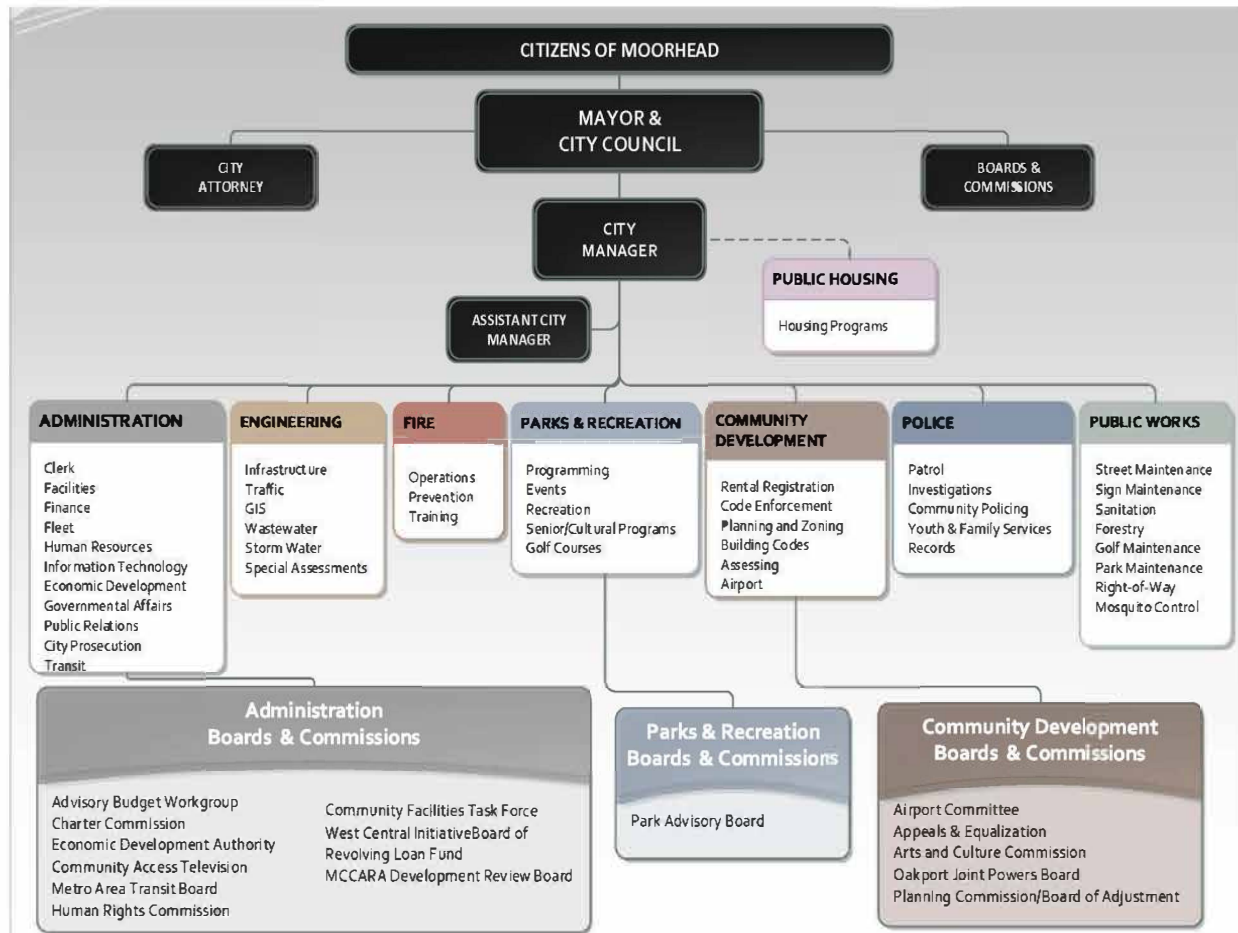 CITIZENS OF MOORHEAD
MAYOR &
CITY COUNCIL
CITY
ATTORNEY
BOARDS &
COMMISSIONS
CITY
MANAGER
PUBLIC HOUSING
Housing Programs
ASSISTANT CITY
MANAGER
ADMINISTRATION
Clerk
Facilities
Finance
Fleet
Human Resources
Information Technology
Economic Development
Governmental Affairs
Public Relations
City Prosecution
Transit
ENGINEERING
Infrastructure
Traffic
GIS
Wastewater
Storm Water
Special Assessments
FIRE
Operations
Prevention
Training
PARKS & RECREATION
Programming
Events
Recreation
Senior/Cultural Programs
Golf Courses
COMMUNITY
DEVELOPMENT
Rental Registration
Code Enforcement
Planning and Zoning
Building Codes
Assessing
Airport
POLICE
Patrol
Investigations
Community Policing
Youth & Family Services
Records
PUBLIC WORKS
Street Maintenance
Sign Maintenance
Sanitation
Forestry
Golf Maintenance
Park Maintenance
Right-of-Way
Mosquito Control
Administration
Boards & Commissions
Advisory Budget Workgroup
Charter Commission
Economic Development Authority
Community Access Television
Metro Area Transit Board
Human Rights Commission
Community Facilities Task Force
West Central InitiativeBoard of
Revolving Loan Fund
MCCARA Development Review Board
Parks & Recreation
Boards & Commissions
Park Advisory Board
Community Development
Boards & Commissions
Airport Committee
Appeals & Equalization
Arts and Culture Commission
Oakport Joint Powers Board
Planning Commission/Board of Adjustment